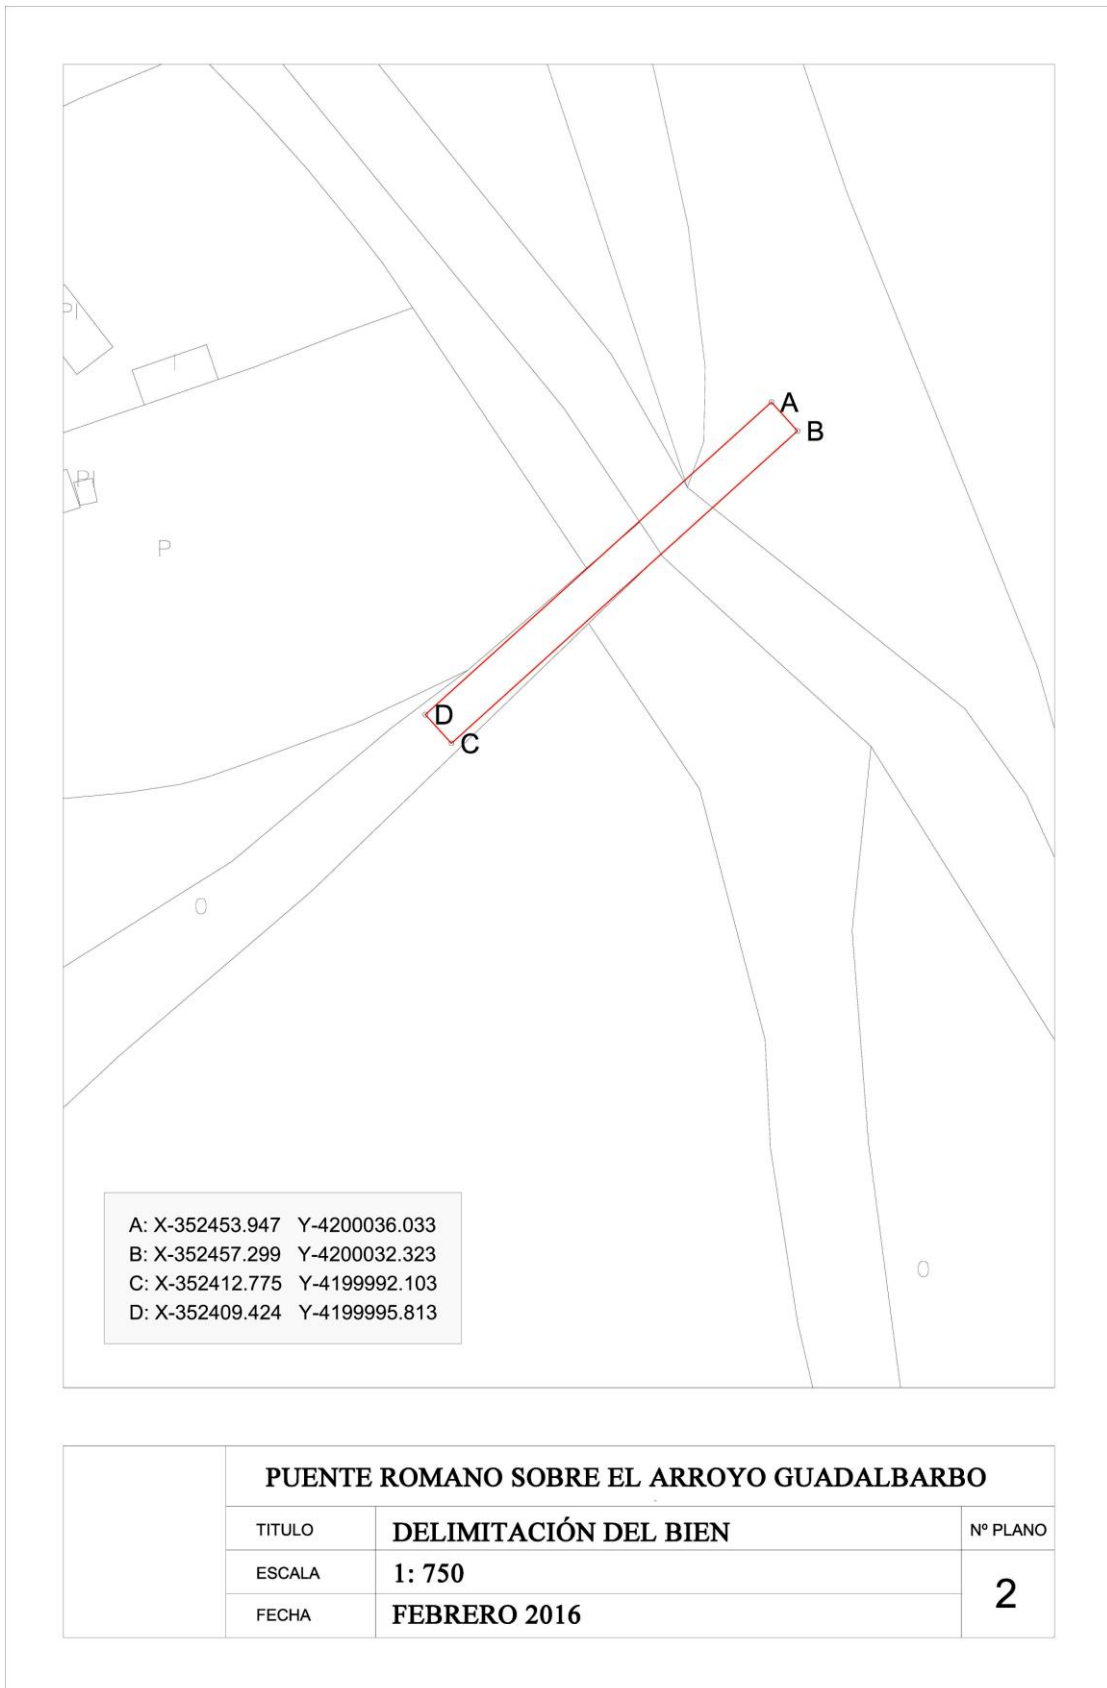 PI
J
PI
P
A
B
D
C
O
O
A: X-352453.947 Y-4200036.033
B: X-352457.299 Y-4200032.323
C: X-352412.775 Y-4199992.103
D: X-352409.424 Y-4199995.813
PUENTE ROMANO SOBRE EL ARROYO GUADALBARBO
TITULO DELIMITACIÓN DEL BIEN Nº PLANO
ESCALA 1: 750
2
FECHA FEBRERO 2016